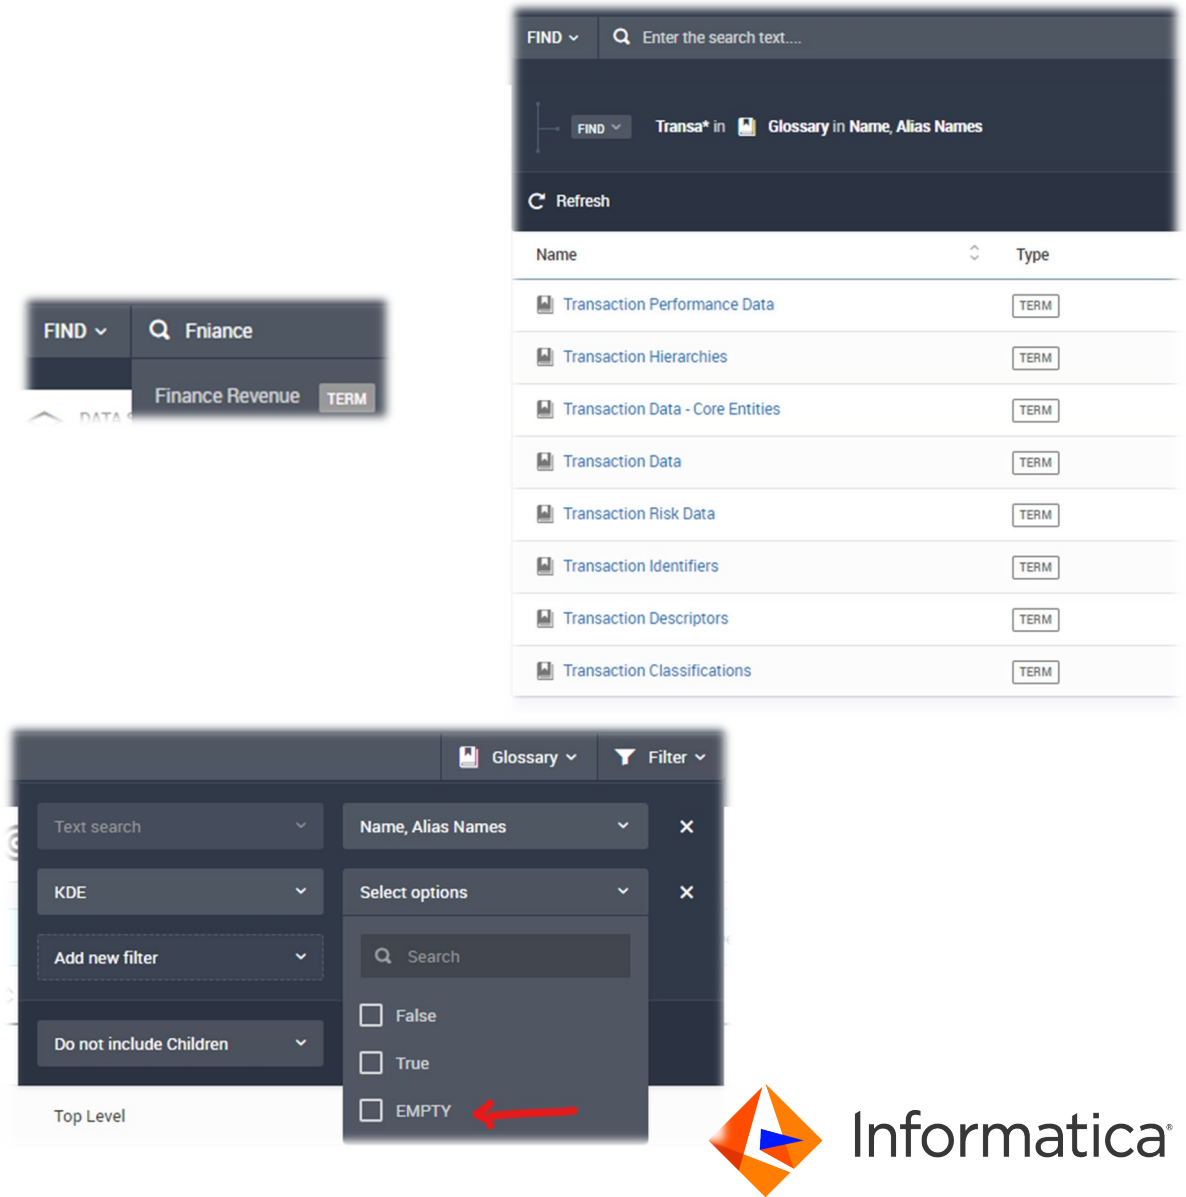 FIND
Enter the search text....
FIND
Transa* in Glossary in Name, Alias Names
Refresh
Name
Type
Transaction Performance Data TERM
Transaction Hierarchies TERM
Transaction Data - Core Entities TERM
Transaction Data TERM
Transaction Risk Data TERM
Transaction Identifiers TERM
Transaction Descriptors TERM
Transaction Classifications TERM
FIND
Fniance
Finance Revenue TERM
DATA S
Glossary
Filter
Text search
Name, Alias Names
KDE
Select options
Add new filter
Search
False
Do not include Children
True
EMPTY
Top Level
Informatica®